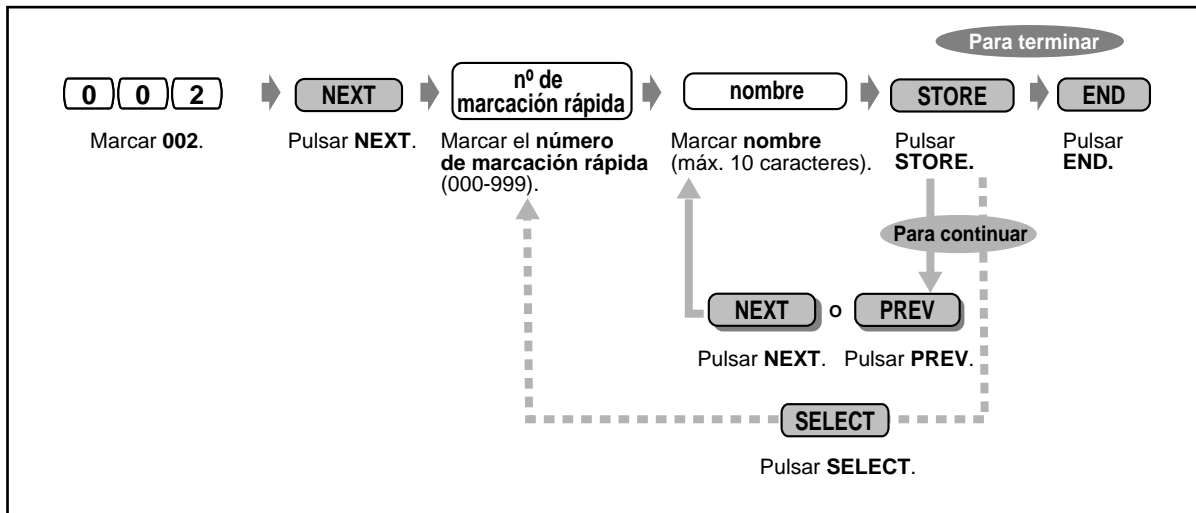 Para terminar
0 0 2
NEXT
nº de
marcación rápida
nombre
STORE
END
Marcar 002.
Pulsar NEXT.
Marcar el número
de marcación rápida
(000-999).
Marcar nombre
(máx. 10 caracteres).
Pulsar
STORE.
Pulsar
END.
Para continuar
NEXT o PREV
Pulsar NEXT. Pulsar PREV.
SELECT
Pulsar SELECT.